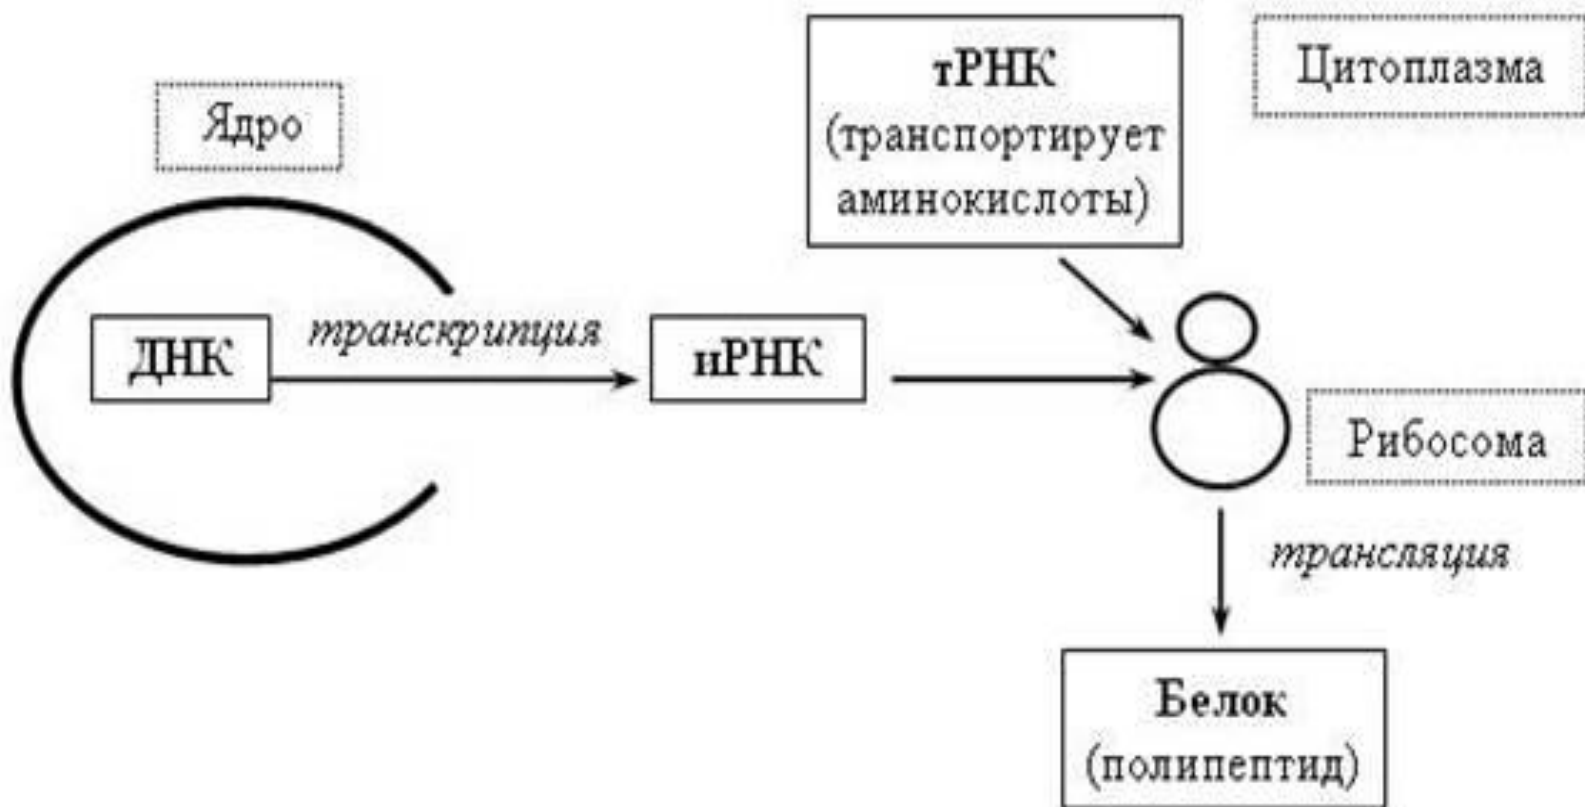 тРНК
(транспортирует
аминокислоты)
Цитоплазма
Ядро
ДНК
транскрипция
иРНК
Рибосома
трансляция
Белок
(полипептид)